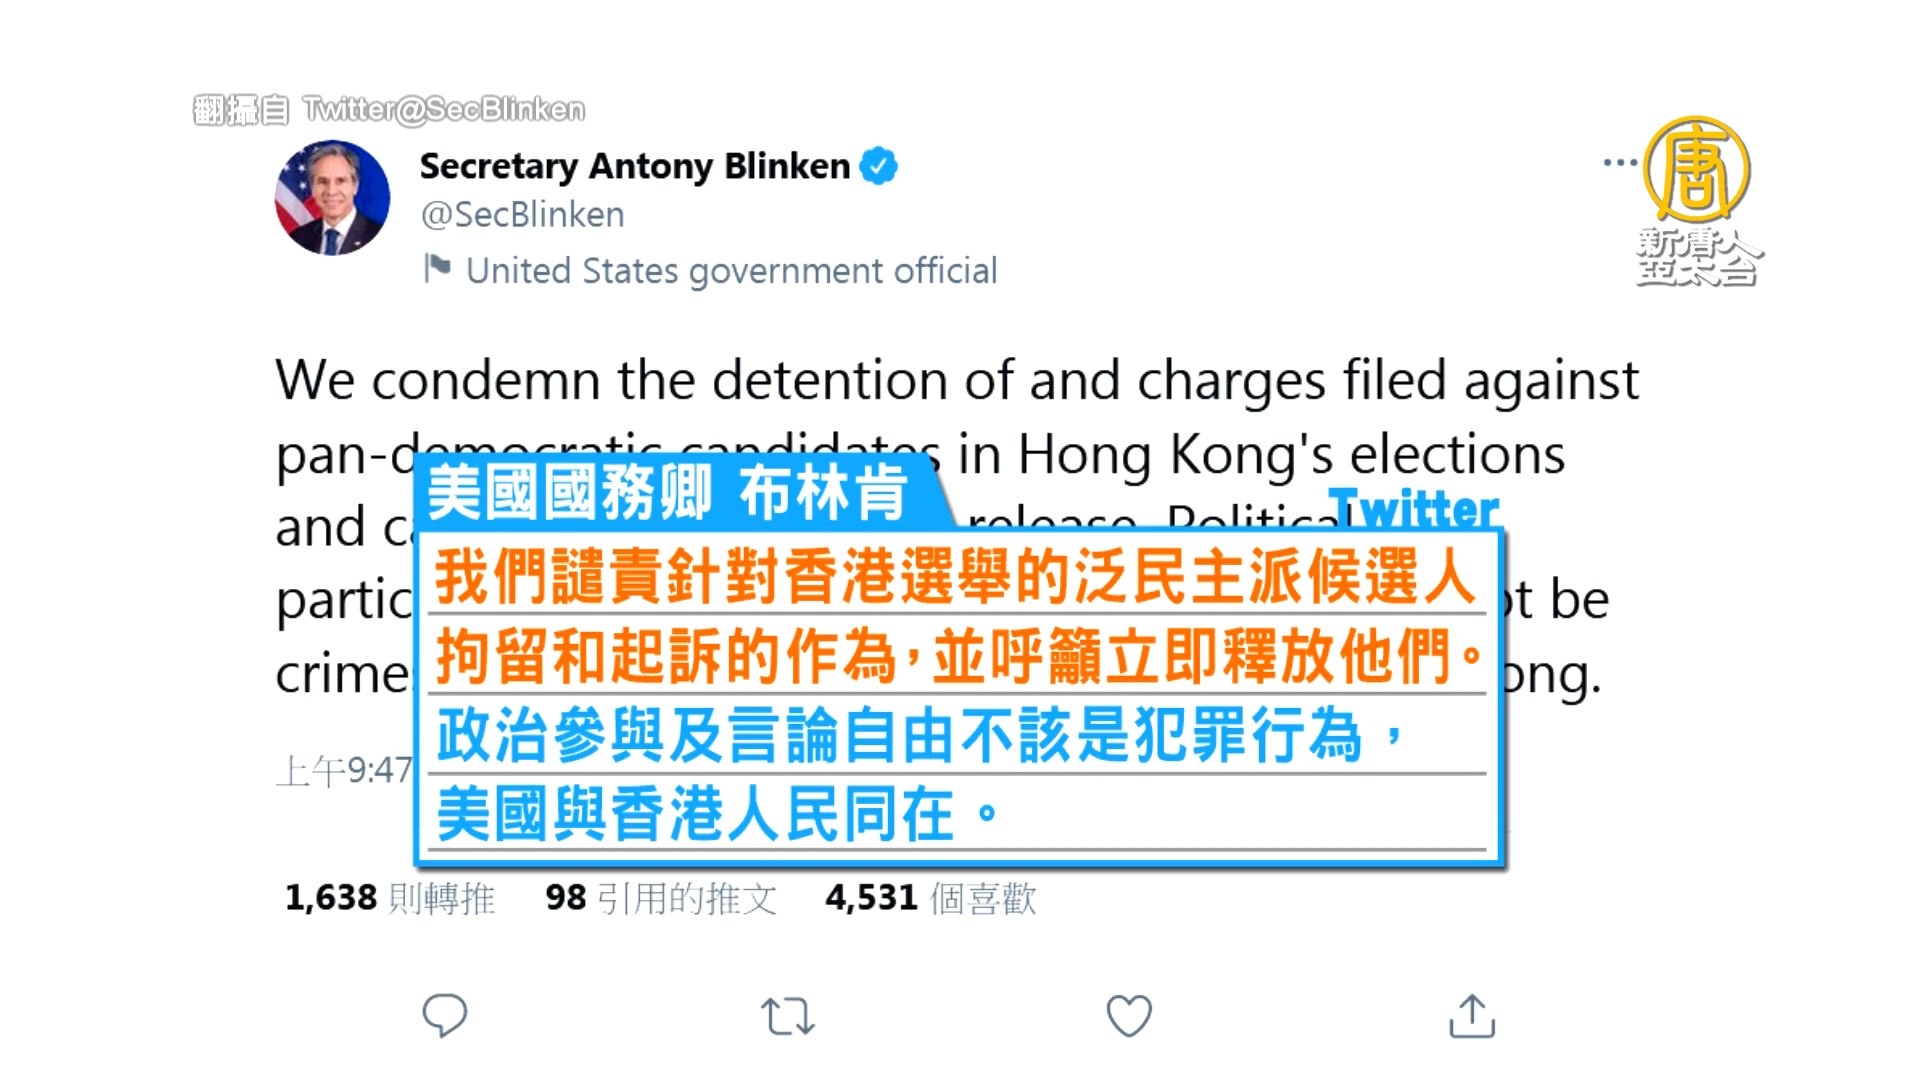 翻攝自 Twitter@SecBlinken
Secretary Antony Blinken
@SecBlinken
United States government official
唐
新唐人
亞太台
We condemn the detention of and charges filed against
pan-democratic candidates in Hong Kong's elections
and release. Political
partic be
crime ong.
美國國務卿 布林肯
Twitter
我們譴責針對香港選舉的泛民主派候選人
拘留和起訴的作為，並呼籲立即釋放他們。
政治參與及言論自由不該是犯罪行為，
美國與香港人民同在。
上午9:47
1,638 則轉推 98 引用的推文 4,531 個喜歡